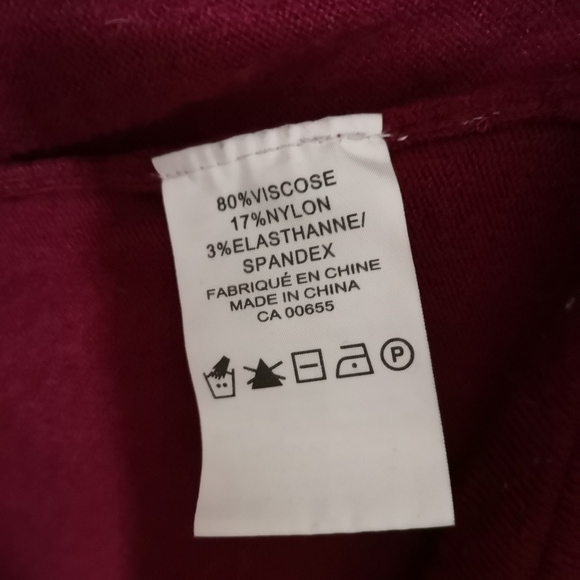 80%VISCOSE
17%NYLON
3%ELASTHANNE/
SPANDEX
FABRIQUÉ EN CHINE
MADE IN CHINA
CA 00655
P